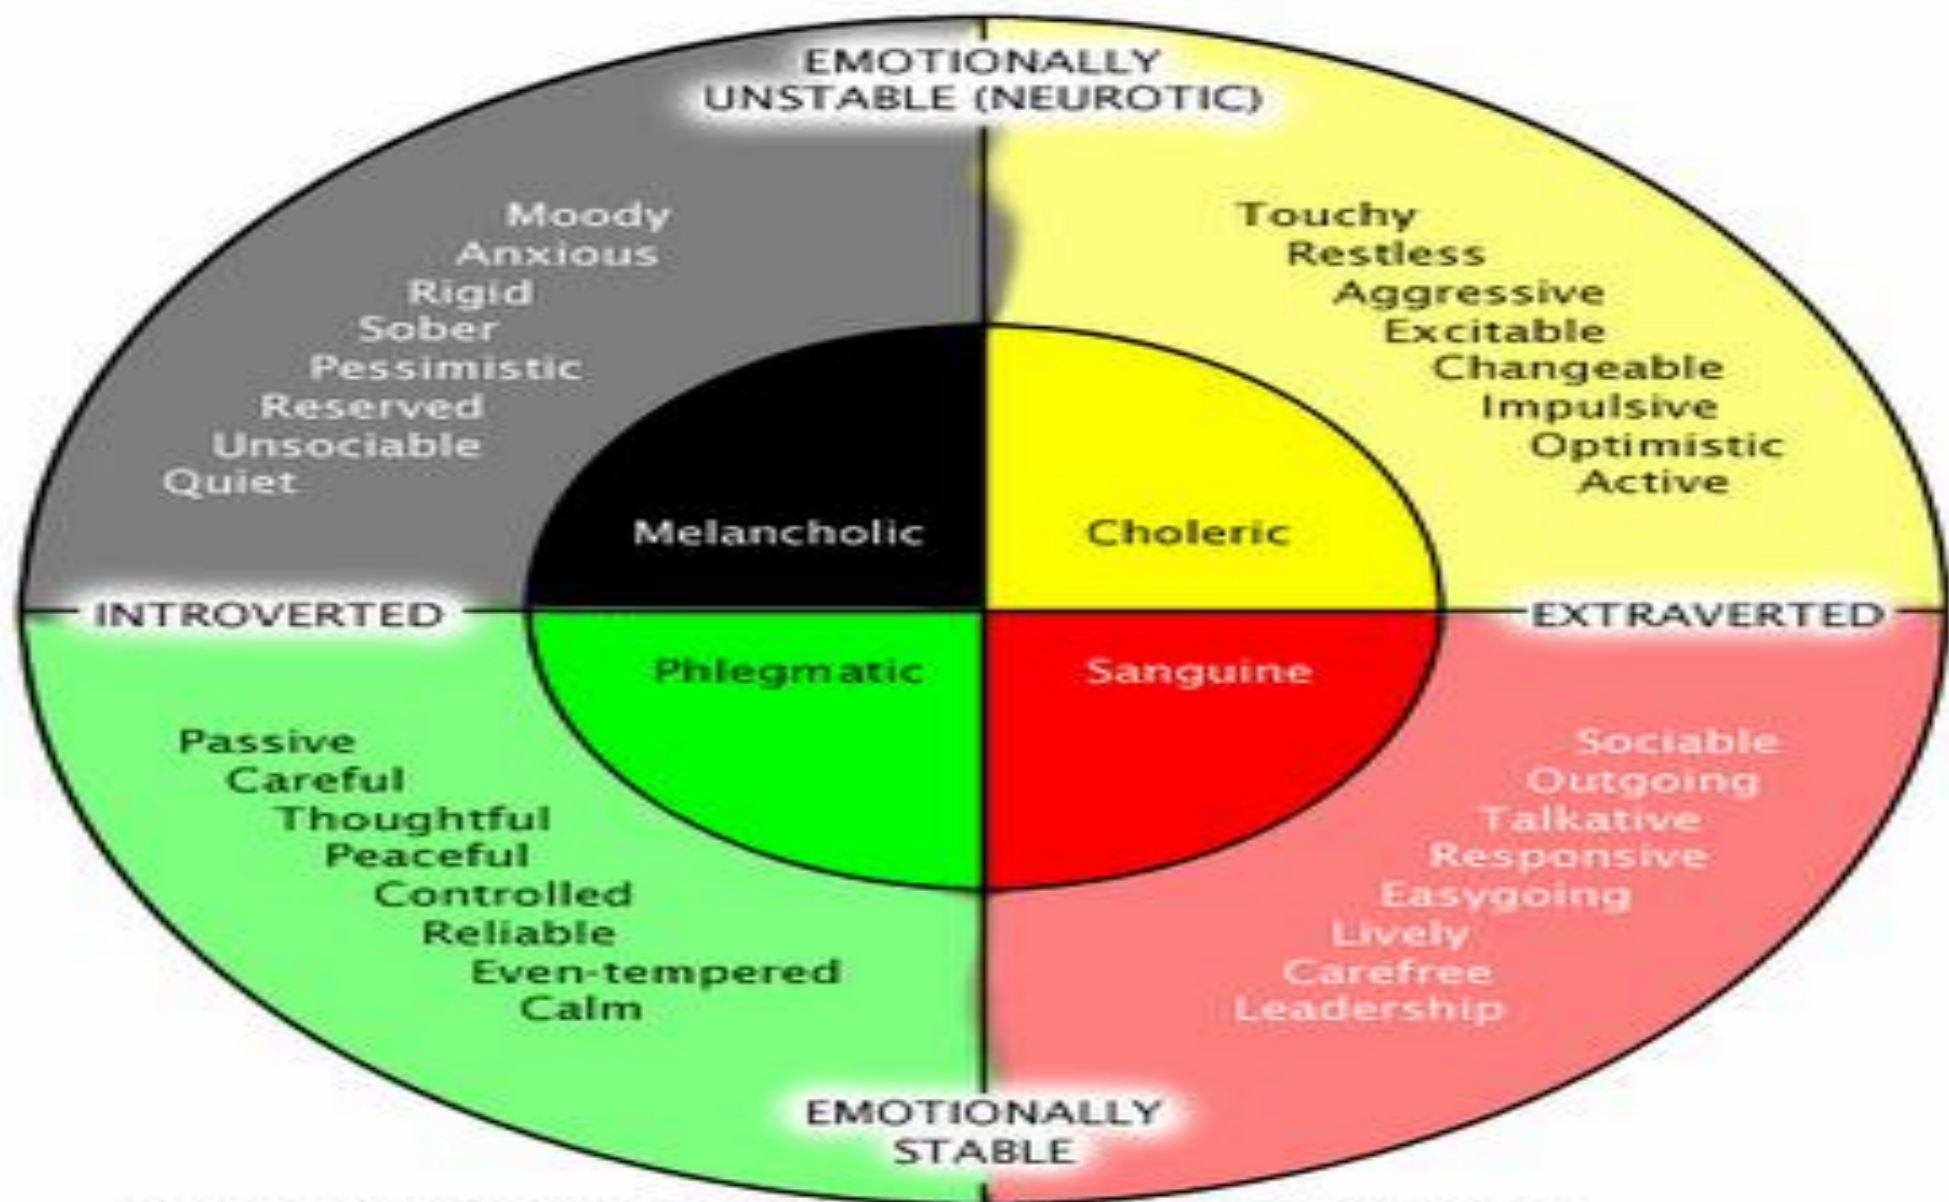 EMOTIONALLY
UNSTABLE (NEUROTIC)
Moody
Anxious
Rigid
Sober
Pessimistic
Reserved
Unsociable
Quiet
Touchy
Restless
Aggressive
Excitable
Changeable
Impulsive
Optimistic
Active
Melancholic
Choleric
INTROVERTED
EXTRAVERTED
Phlegmatic
Sanguine
Passive
Careful
Thoughtful
Peaceful
Controlled
Reliable
Even-tempered
Calm
Sociable
Outgoing
Talkative
Responsive
Easygoing
Lively
Carefree
Leadership
EMOTIONALLY
STABLE